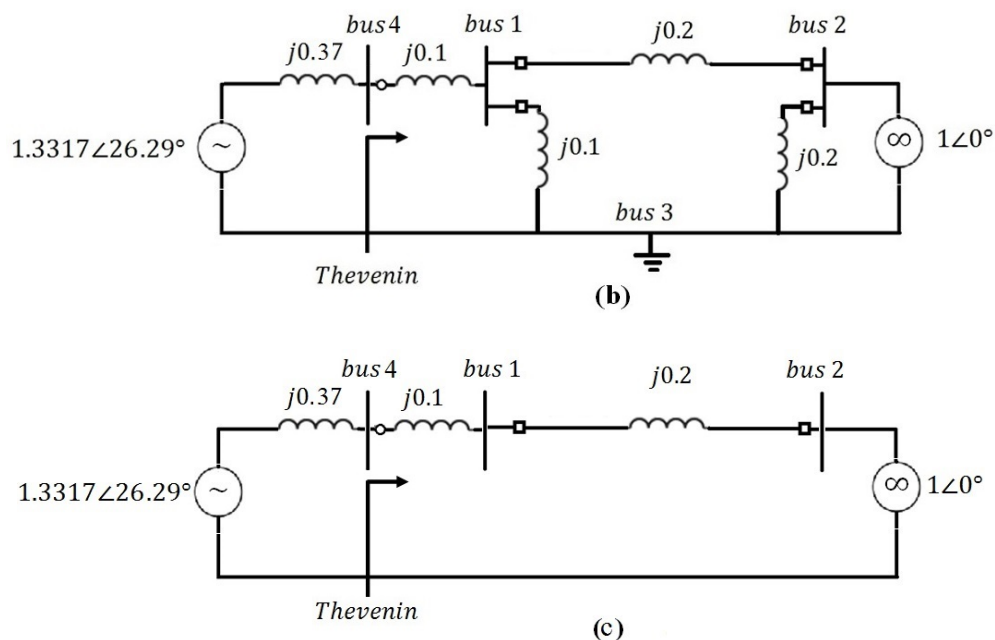 bus 4
bus 1
bus 2
j0.37
j0.1
j0.2
1.3317∠26.29°
~
j0.1
j0.2
∞
1∠0°
bus 3
Thevenin
(b)
bus 4
bus 1
bus 2
j0.37
j0.1
j0.2
1.3317∠26.29°
~
∞
1∠0°
Thevenin
(c)